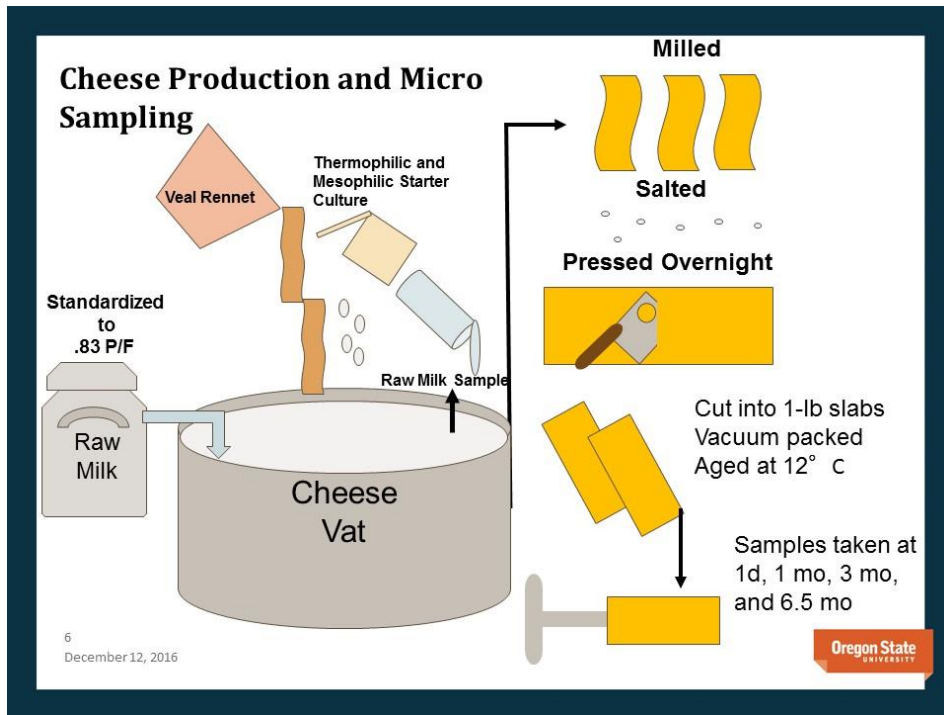 Cheese Production and Micro
Sampling
Veal Rennet
Thermophilic and
Mesophilic Starter
Culture
Standardized
to
.83 P/F
Raw
Milk
Raw Milk Sample
Cheese
Vat
Milled
Salted
Pressed Overnight
Cut into 1-lb slabs
Vacuum packed
Aged at 12° C
Samples taken at
1d, 1 mo, 3 mo,
and 6.5 mo
6
December 12, 2016
Oregon State
UNIVERSITY